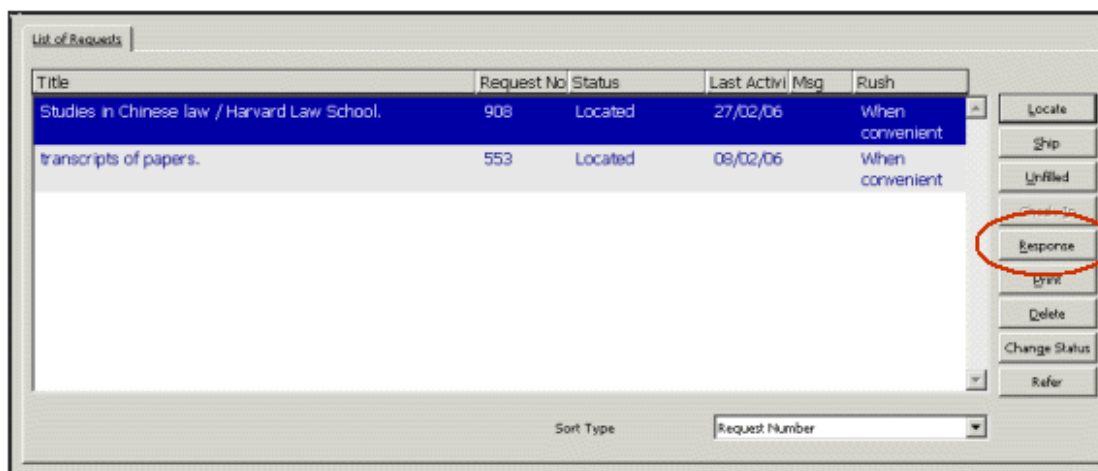 List of Requests
Title Request No Status Last Activi Msg Rush
Studies in Chinese law / Harvard Law School. 908 Located 27/02/06 When
convenient
transcripts of papers. 553 Located 08/02/06 When
convenient
Locate
Ship
Unfilled
Check In
Response
Print
Delete
Change Status
Refer
Sort Type Request Number